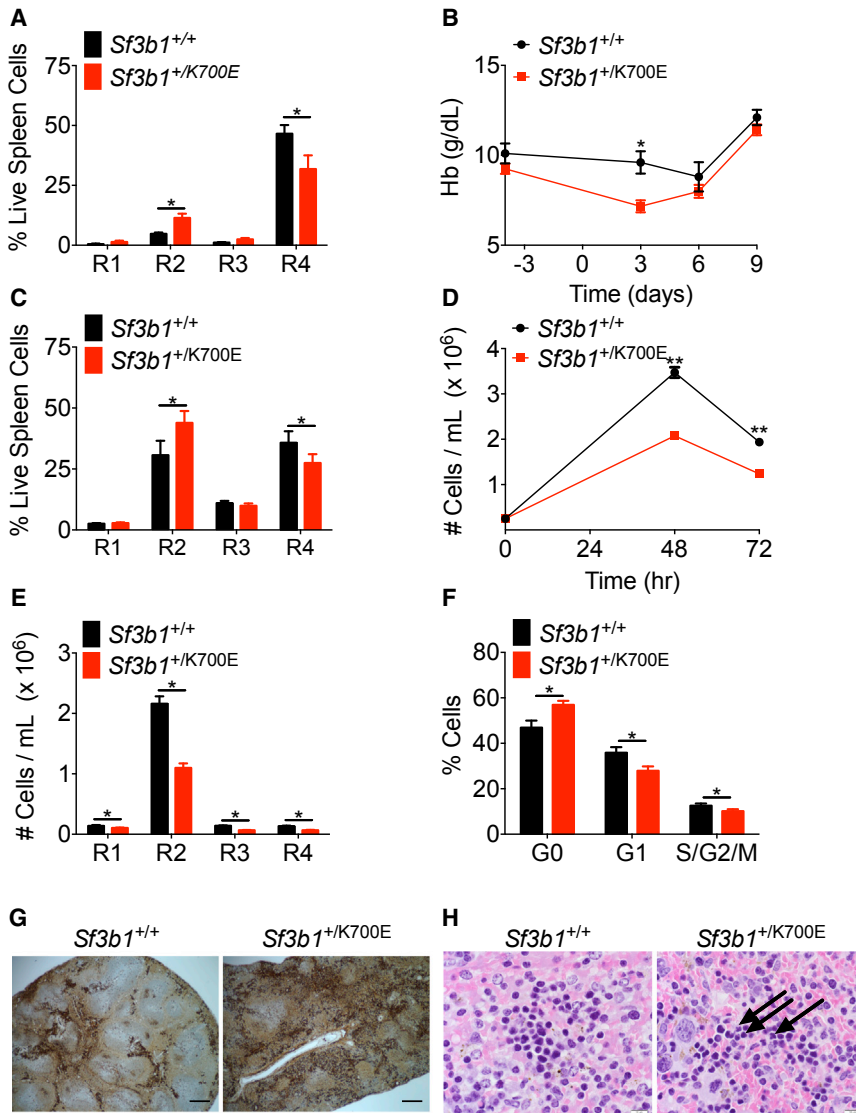 A
Sf3b1+/+
Sf3b1+/K700E
% Live Spleen Cells
75
50
25
0
*
*
R1 R2 R3 R4
B
Sf3b1+/+
Sf3b1+/K700E
Hb (g/dL)
15
10
5
*
-3 0 3 6 9
Time (days)
C
Sf3b1+/+
Sf3b1+/K700E
% Live Spleen Cells
75
50
25
0
*
*
R1 R2 R3 R4
D
Sf3b1+/+
Sf3b1+/K700E
# Cells / mL (x 10^6)
4
3
2
1
**
**
0 24 48 72
Time (hr)
E
Sf3b1+/+
Sf3b1+/K700E
# Cells / mL (x 10^6)
3
2
1
0
*
*
*
*
R1 R2 R3 R4
F
Sf3b1+/+
Sf3b1+/K700E
% Cells
80
60
40
20
0
*
*
*
G0 G1 S/G2/M
G
Sf3b1+/+ Sf3b1+/K700E
H
Sf3b1+/+ Sf3b1+/K700E